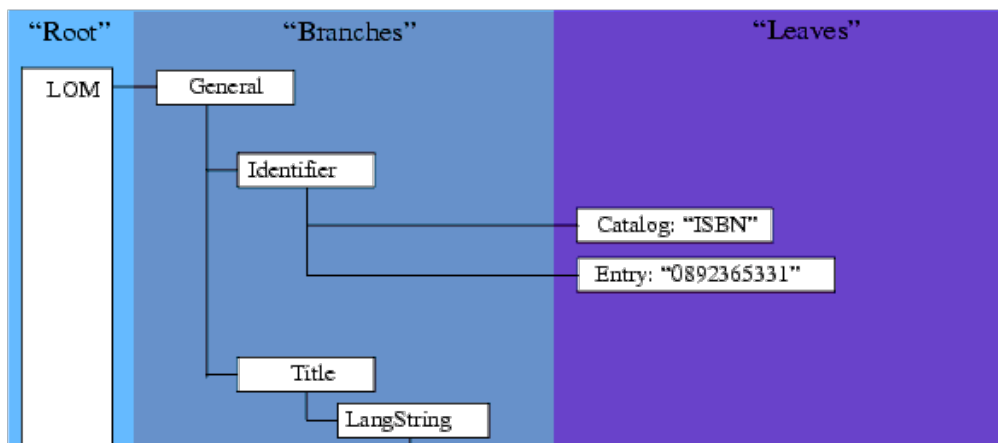 “Root”
“Branches”
“Leaves”
LOM
General
Identifier
Catalog: “ISBN”
Entry: “0892365331”
Title
LangString